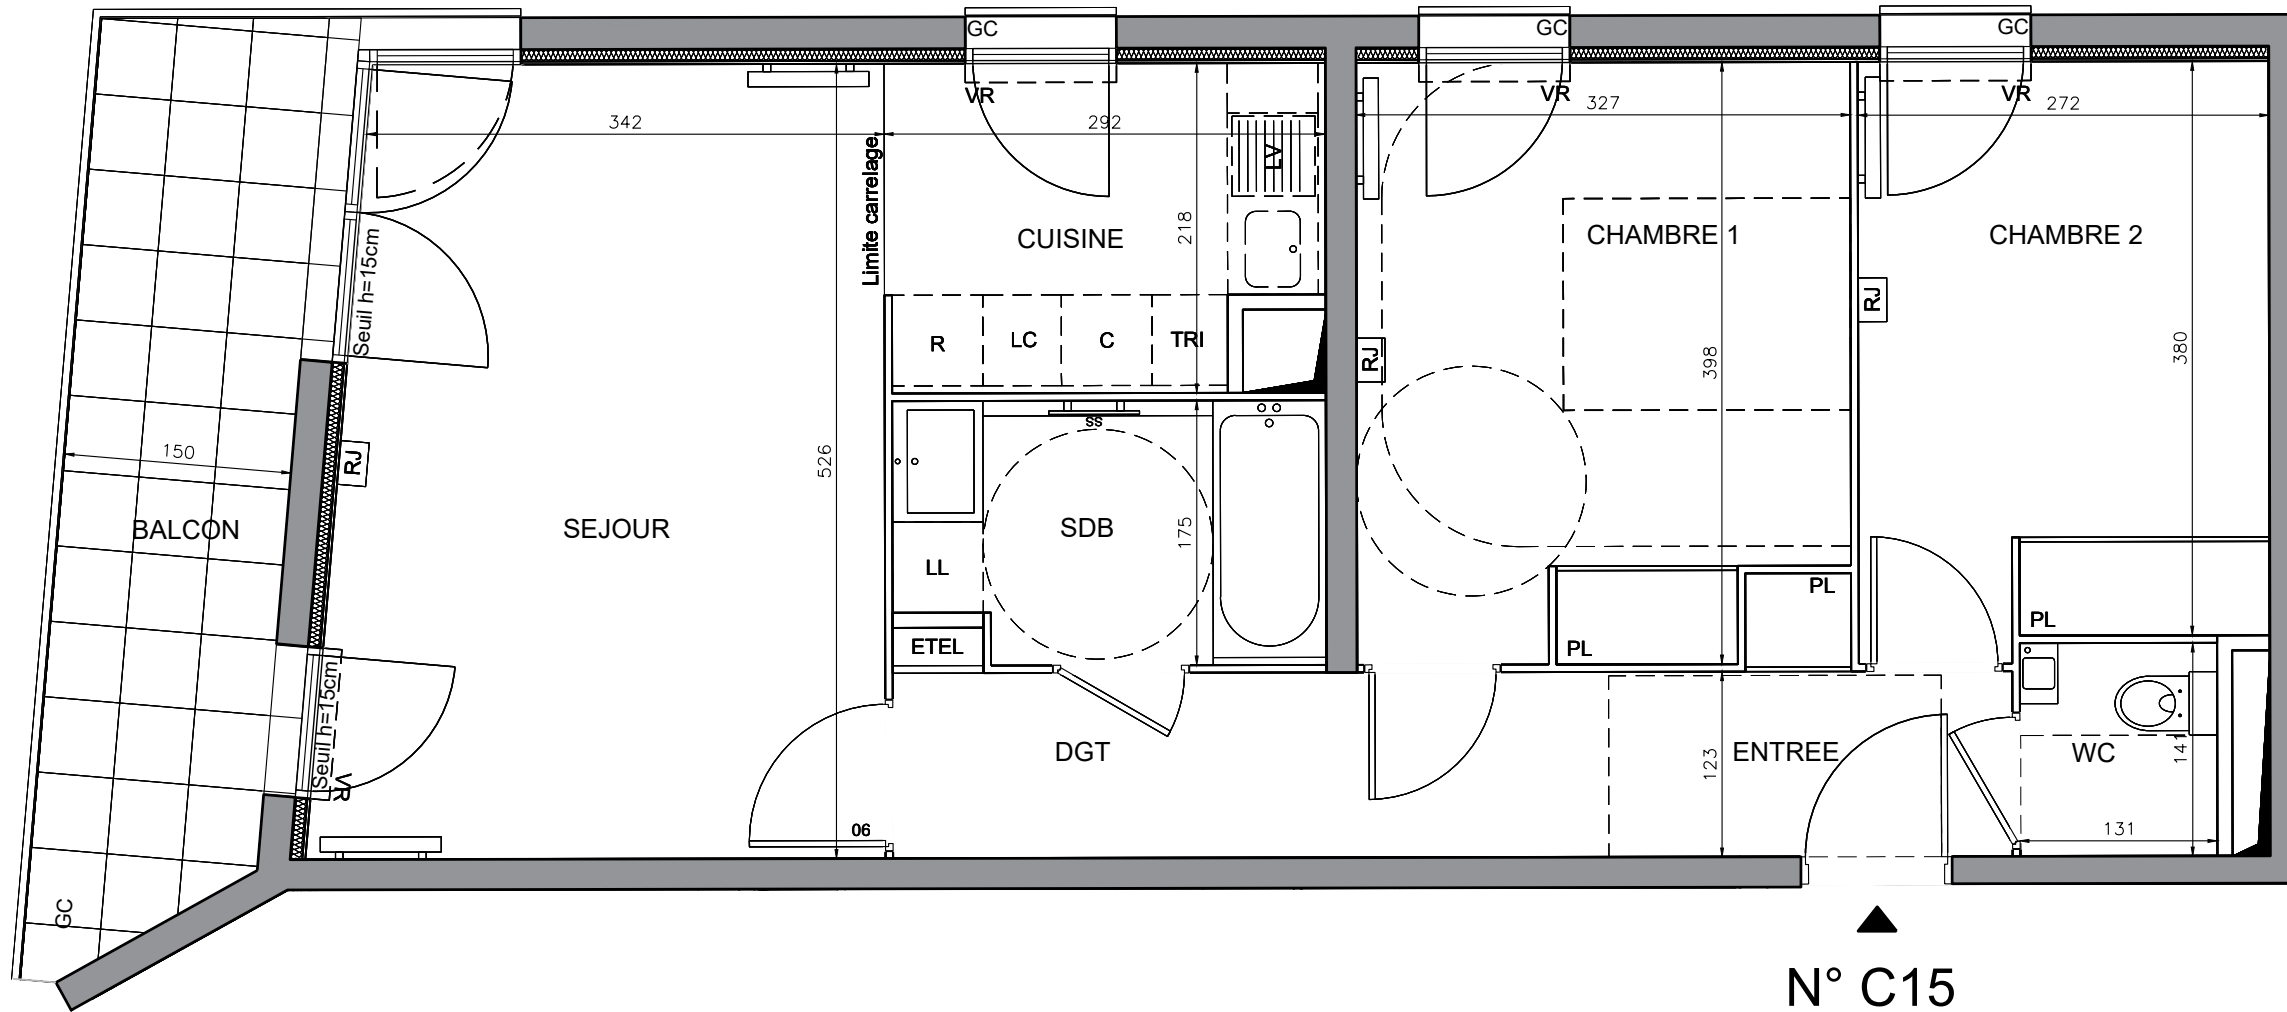 GC
GC
GC
VR
VR
VR
342
292
327
272
Limite carrelage
LV
218
CUISINE
CHAMBRE 1
CHAMBRE 2
Seuil h=15cm
RJ
R
LC
C
TRI
RJ
398
380
SS
150
RJ
526
BALCON
SEJOUR
SDB
175
LL
ETEL
PL
PL
PL
Seuil h=15cm
VR
DGT
123
ENTREE
WC
141
90
131
GC
N° C15